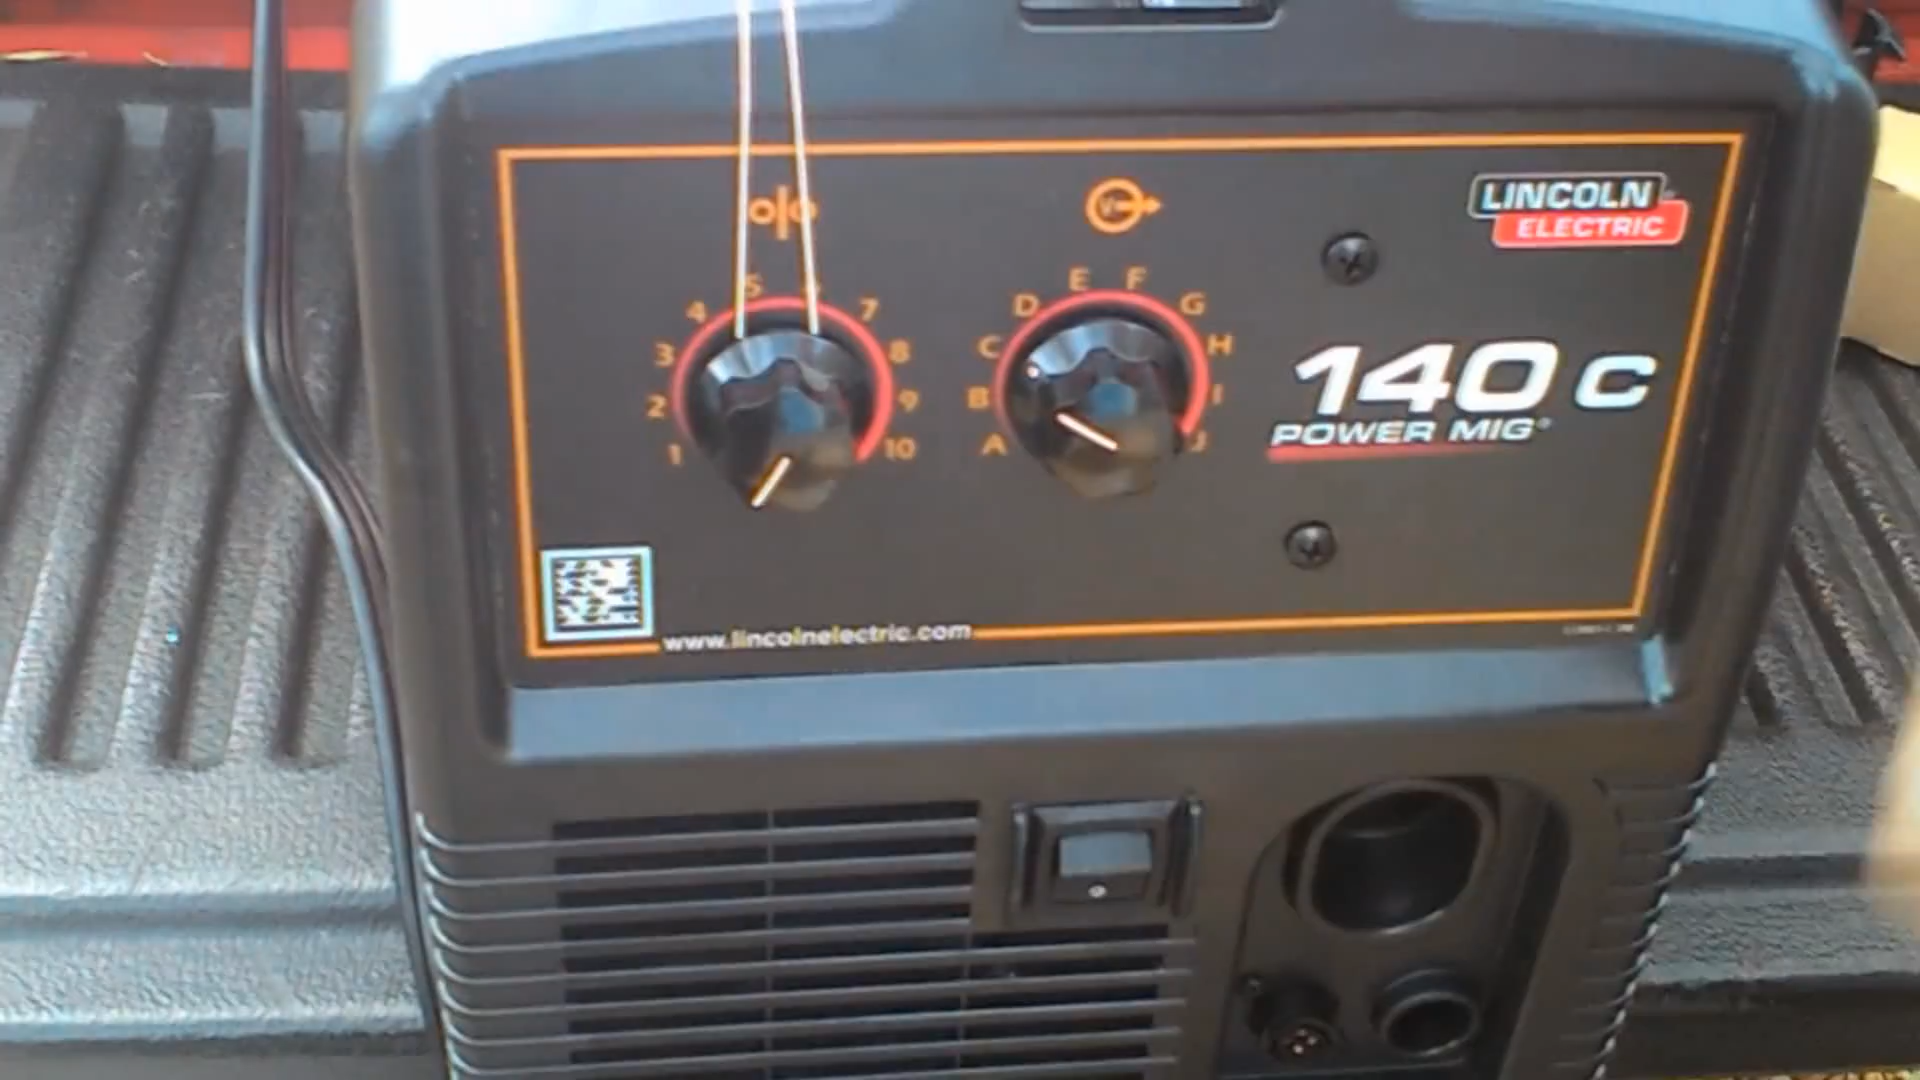 LINCOLN
ELECTRIC
1 2 3 4 5 7 8 9 10
A B C D E F G H I J
140 C
POWER MIG®
www.lincolnelectric.com